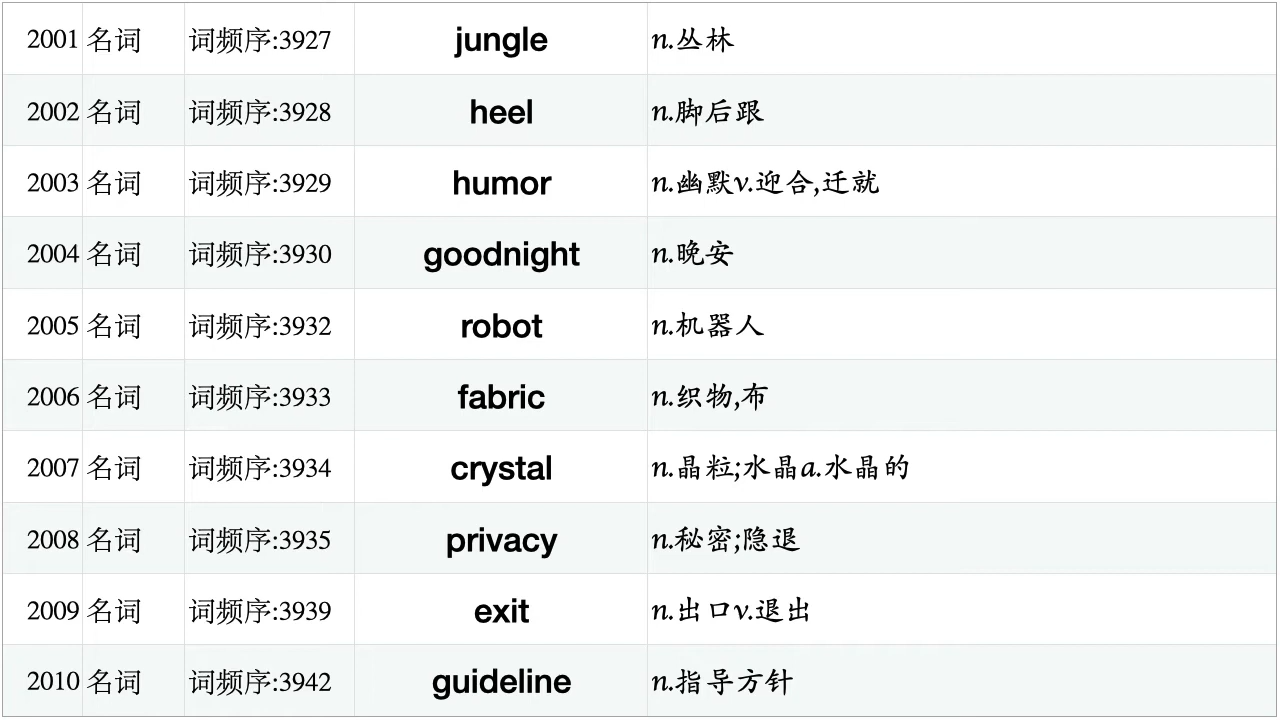 2001 名词 词频序:3927 jungle n.丛林
2002 名词 词频序:3928 heel n.脚后跟
2003 名词 词频序:3929 humor n.幽默v.迎合,迁就
2004 名词 词频序:3930 goodnight n.晚安
2005 名词 词频序:3932 robot n.机器人
2006 名词 词频序:3933 fabric n.织物,布
2007 名词 词频序:3934 crystal n.晶粒;水晶a.水晶的
2008 名词 词频序:3935 privacy n.秘密;隐退
2009 名词 词频序:3939 exit n.出口v.退出
2010 名词 词频序:3942 guideline n.指导方针